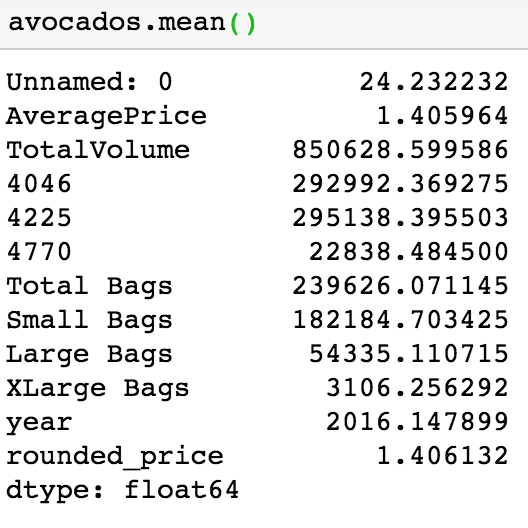 avocados.mean()
Unnamed: 0 24.232232
AveragePrice 1.405964
TotalVolume 850628.599586
4046 292992.369275
4225 295138.395503
4770 22838.484500
Total Bags 239626.071145
Small Bags 182184.703425
Large Bags 54335.110715
XLarge Bags 3106.256292
year 2016.147899
rounded_price 1.406132
dtype: float64